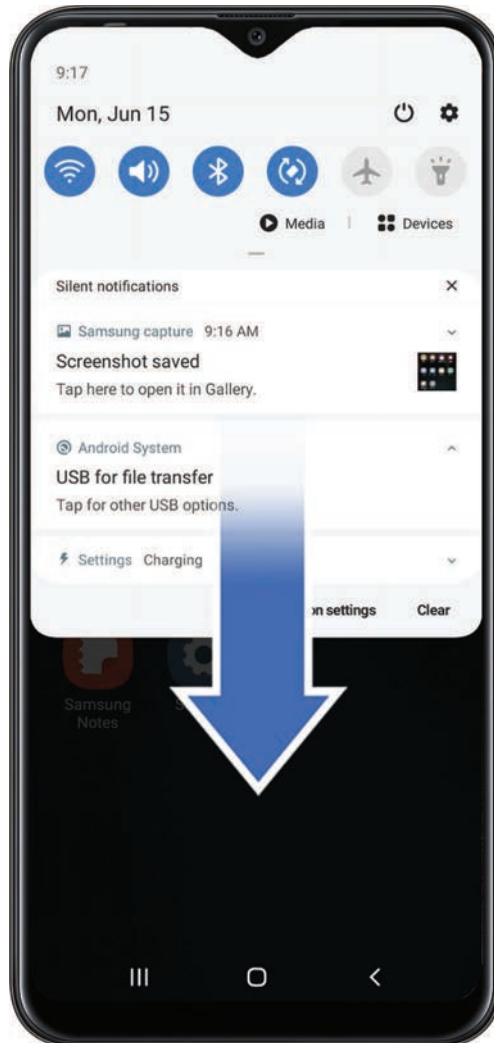 9:17
Mon, Jun 15
Media
Devices
Silent notifications
Samsung capture 9:16 AM
Screenshot saved
Tap here to open it in Gallery.
Android System
USB for file transfer
Tap for other USB options.
Settings Charging
on settings Clear
Samsung
Notes